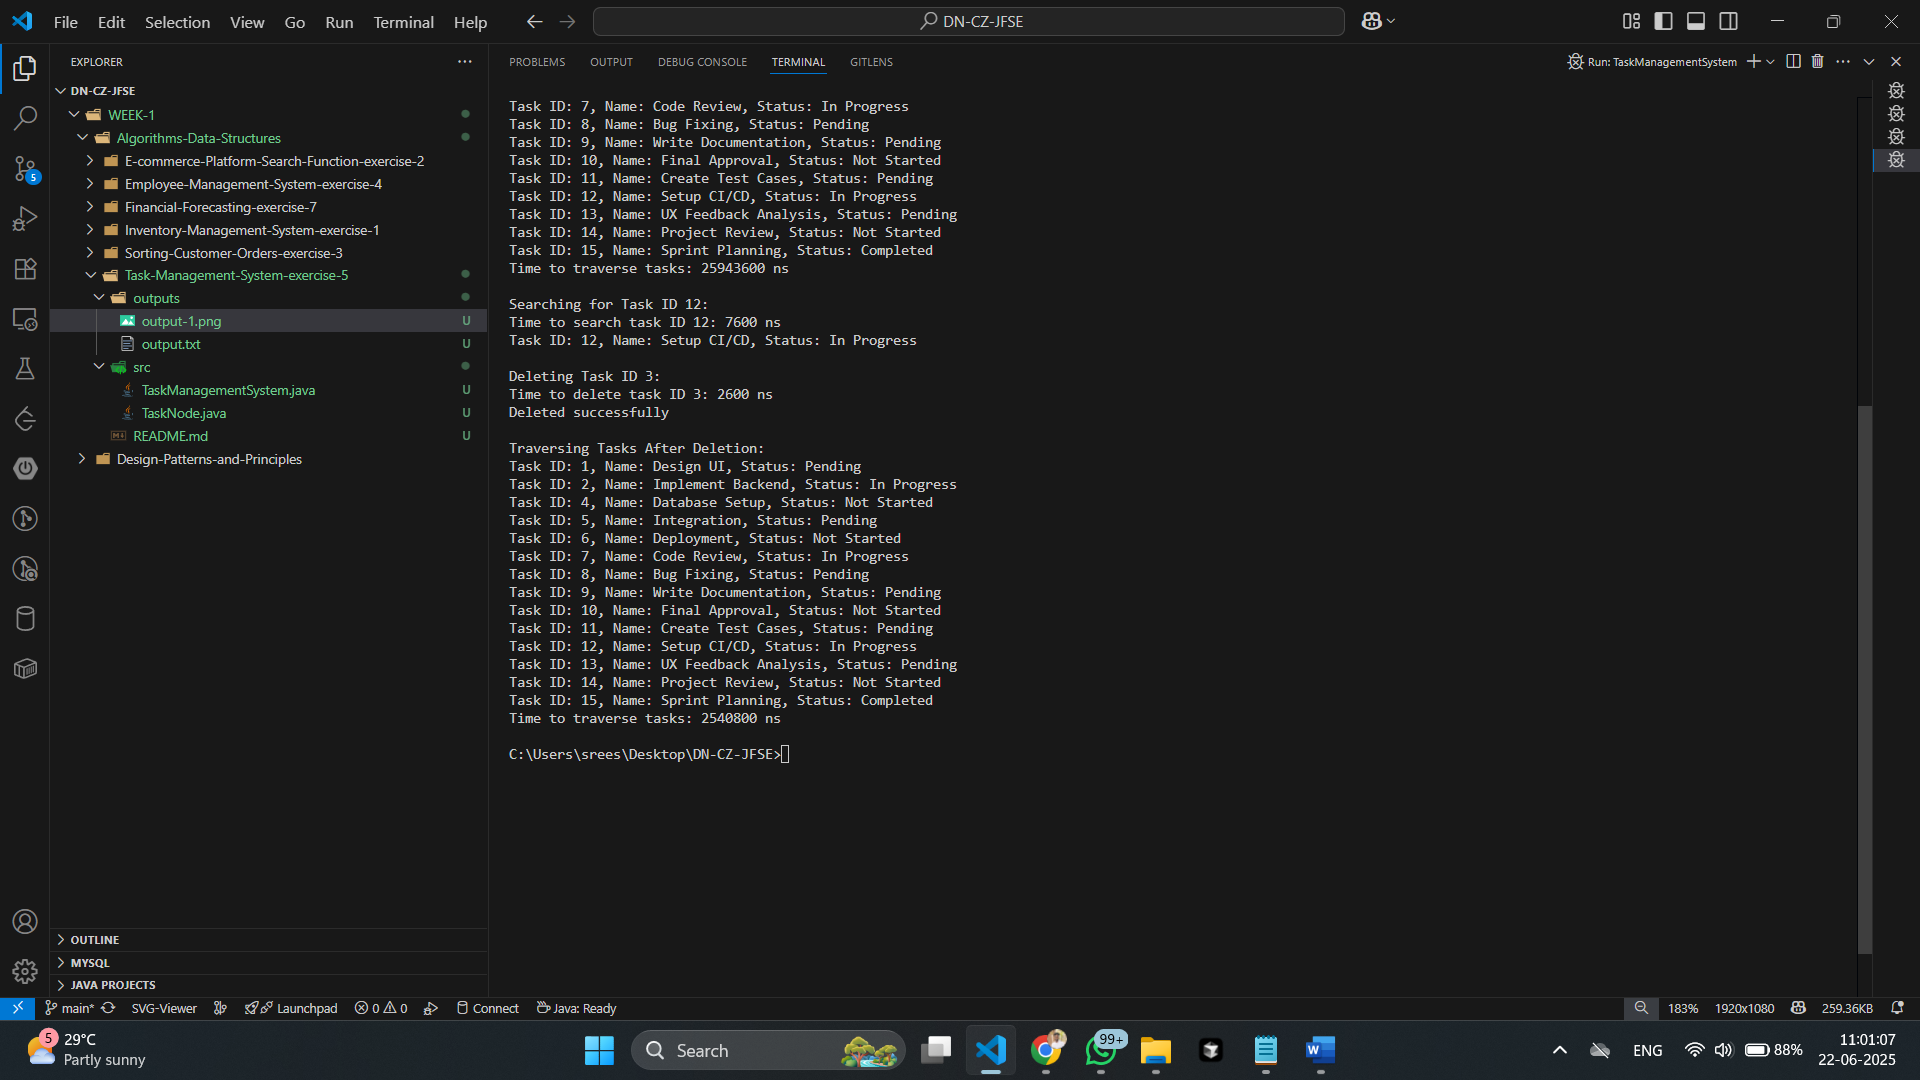 File Edit Selection View Go Run Terminal Help
DN-CZ-JFSE
EXPLORER
DN-CZ-JFSE
WEEK-1
Algorithms-Data-Structures
E-commerce-Platform-Search-Function-exercise-2
Employee-Management-System-exercise-4
Financial-Forecasting-exercise-7
Inventory-Management-System-exercise-1
Sorting-Customer-Orders-exercise-3
Task-Management-System-exercise-5
outputs
output-1.png U
output.txt U
src
TaskManagementSystem.java U
TaskNode.java U
README.md U
Design-Patterns-and-Principles
5
OUTLINE
MYSQL
JAVA PROJECTS
PROBLEMS OUTPUT DEBUG CONSOLE TERMINAL GITLENS
Run: TaskManagementSystem
Task ID: 7, Name: Code Review, Status: In Progress
Task ID: 8, Name: Bug Fixing, Status: Pending
Task ID: 9, Name: Write Documentation, Status: Pending
Task ID: 10, Name: Final Approval, Status: Not Started
Task ID: 11, Name: Create Test Cases, Status: Pending
Task ID: 12, Name: Setup CI/CD, Status: In Progress
Task ID: 13, Name: UX Feedback Analysis, Status: Pending
Task ID: 14, Name: Project Review, Status: Not Started
Task ID: 15, Name: Sprint Planning, Status: Completed
Time to traverse tasks: 25943600 ns
Searching for Task ID 12:
Time to search task ID 12: 7600 ns
Task ID: 12, Name: Setup CI/CD, Status: In Progress
Deleting Task ID 3:
Time to delete task ID 3: 2600 ns
Deleted successfully
Traversing Tasks After Deletion:
Task ID: 1, Name: Design UI, Status: Pending
Task ID: 2, Name: Implement Backend, Status: In Progress
Task ID: 4, Name: Database Setup, Status: Not Started
Task ID: 5, Name: Integration, Status: Pending
Task ID: 6, Name: Deployment, Status: Not Started
Task ID: 7, Name: Code Review, Status: In Progress
Task ID: 8, Name: Bug Fixing, Status: Pending
Task ID: 9, Name: Write Documentation, Status: Pending
Task ID: 10, Name: Final Approval, Status: Not Started
Task ID: 11, Name: Create Test Cases, Status: Pending
Task ID: 12, Name: Setup CI/CD, Status: In Progress
Task ID: 13, Name: UX Feedback Analysis, Status: Pending
Task ID: 14, Name: Project Review, Status: Not Started
Task ID: 15, Name: Sprint Planning, Status: Completed
Time to traverse tasks: 2540800 ns
C:\Users\srees\Desktop\DN-CZ-JFSE>
main* SVG-Viewer Launchpad 0 0 Connect Java: Ready 183% 1920x1080 259.36KB
5
29°C
Partly sunny
Search
99+
W
ENG
88%
11:01:07
22-06-2025